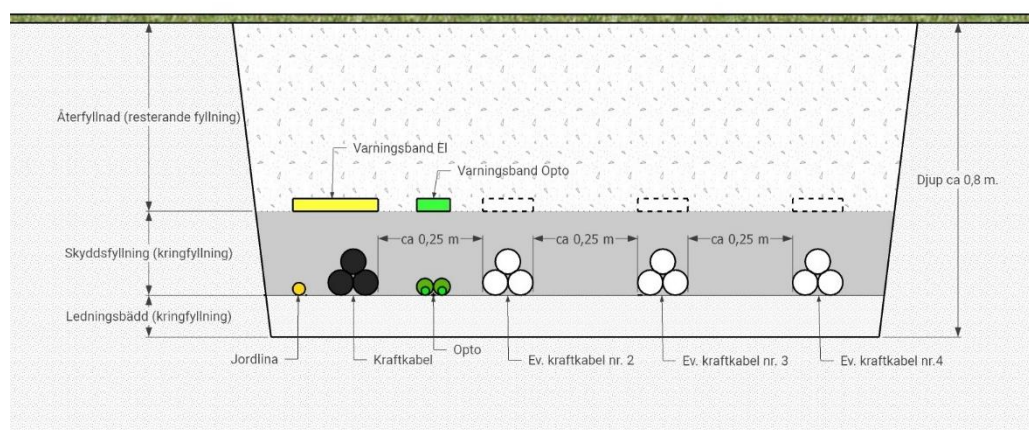 Återfyllnad (resterande fyllning)
Varningsband El
Varningsband Opto
Djup ca 0,8 m.
Skyddsfyllning (kringfyllning)
ca 0,25 m
ca 0,25 m
ca 0,25 m
Ledningsbädd (kringfyllning)
Jordlina
Kraftkabel
Opto
Ev. kraftkabel nr. 2
Ev. kraftkabel nr. 3
Ev. kraftkabel nr.4